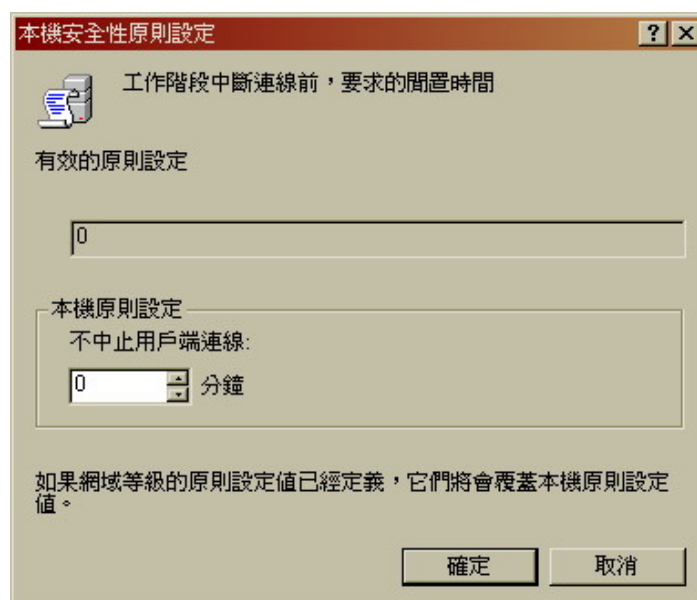 本機安全性原則設定
工作階段中斷連線前，要求的閒置時間
有效的原則設定
0
本機原則設定
不中止用戶端連線:
0 分鐘
如果網域等級的原則設定值已經定義，它們將會覆蓋本機原則設定
值。
確定 取消